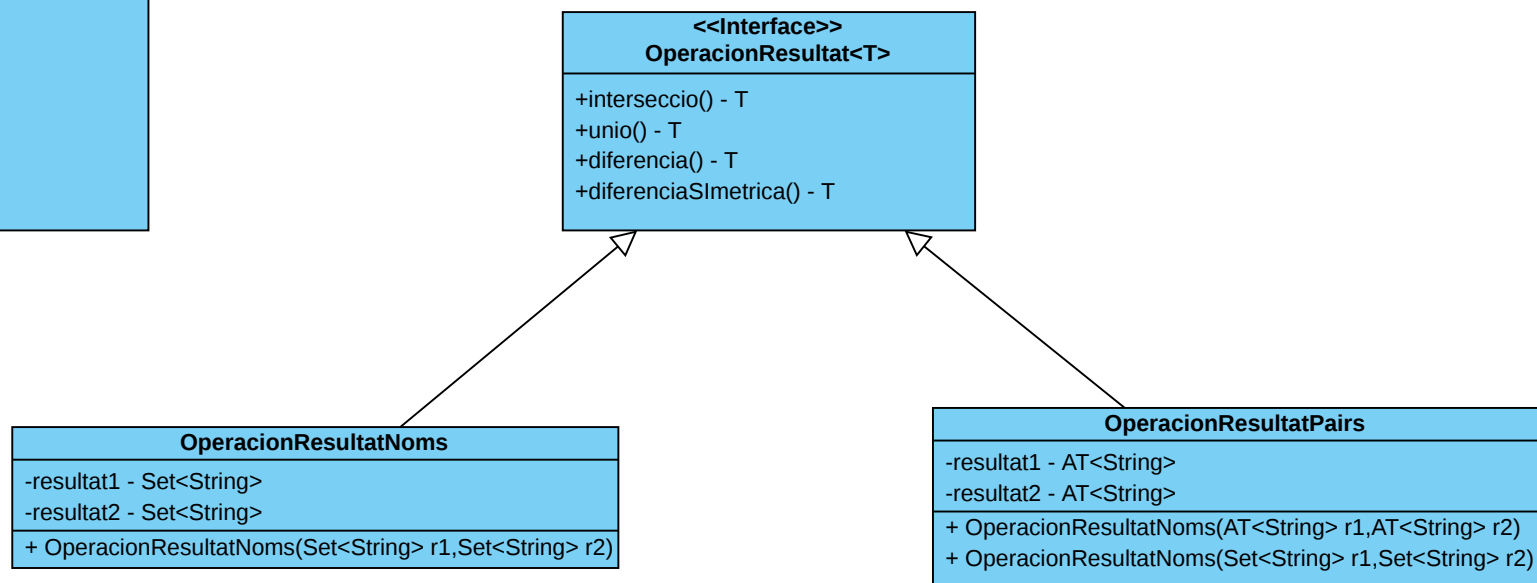 <<Interface>>
OperacionResultat<T>
+interseccio() - T
+unio() - T
+diferencia() - T
+diferenciaSImetrica() - T
OperacionResultatNoms
-resultat1 - Set<String>
-resultat2 - Set<String>
+ OperacionResultatNoms(Set<String> r1,Set<String> r2)
OperacionResultatPairs
-resultat1 - AT<String>
-resultat2 - AT<String>
+ OperacionResultatNoms(AT<String> r1,AT<String> r2)
+ OperacionResultatNoms(Set<String> r1,Set<String> r2)